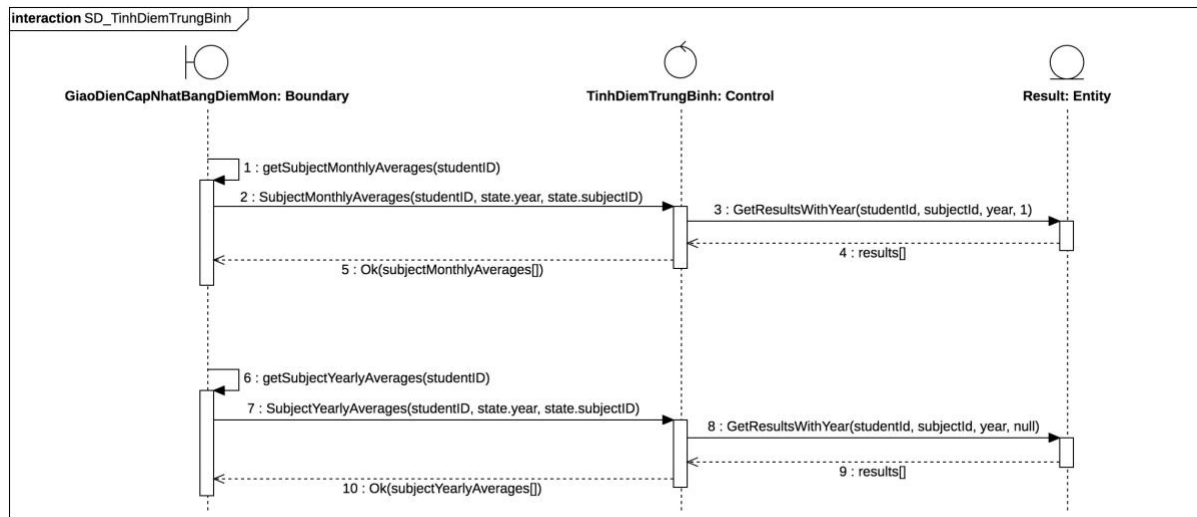 interaction SD_TinhDiemTrungBinh
GiaoDienCapNhatBangDiemMon: Boundary
TinhDiemTrungBinh: Control
Result: Entity
1 : getSubjectMonthlyAverages(studentID)
2 : SubjectMonthlyAverages(studentID, state.year, state.subjectID)
3 : GetResultsWithYear(studentId, subjectId, year, 1)
4 : results[]
5 : Ok(subjectMonthlyAverages[])
6 : getSubjectYearlyAverages(studentID)
7 : SubjectYearlyAverages(studentID, state.year, state.subjectID)
8 : GetResultsWithYear(studentId, subjectId, year, null)
9 : results[]
10 : Ok(subjectYearlyAverages[])